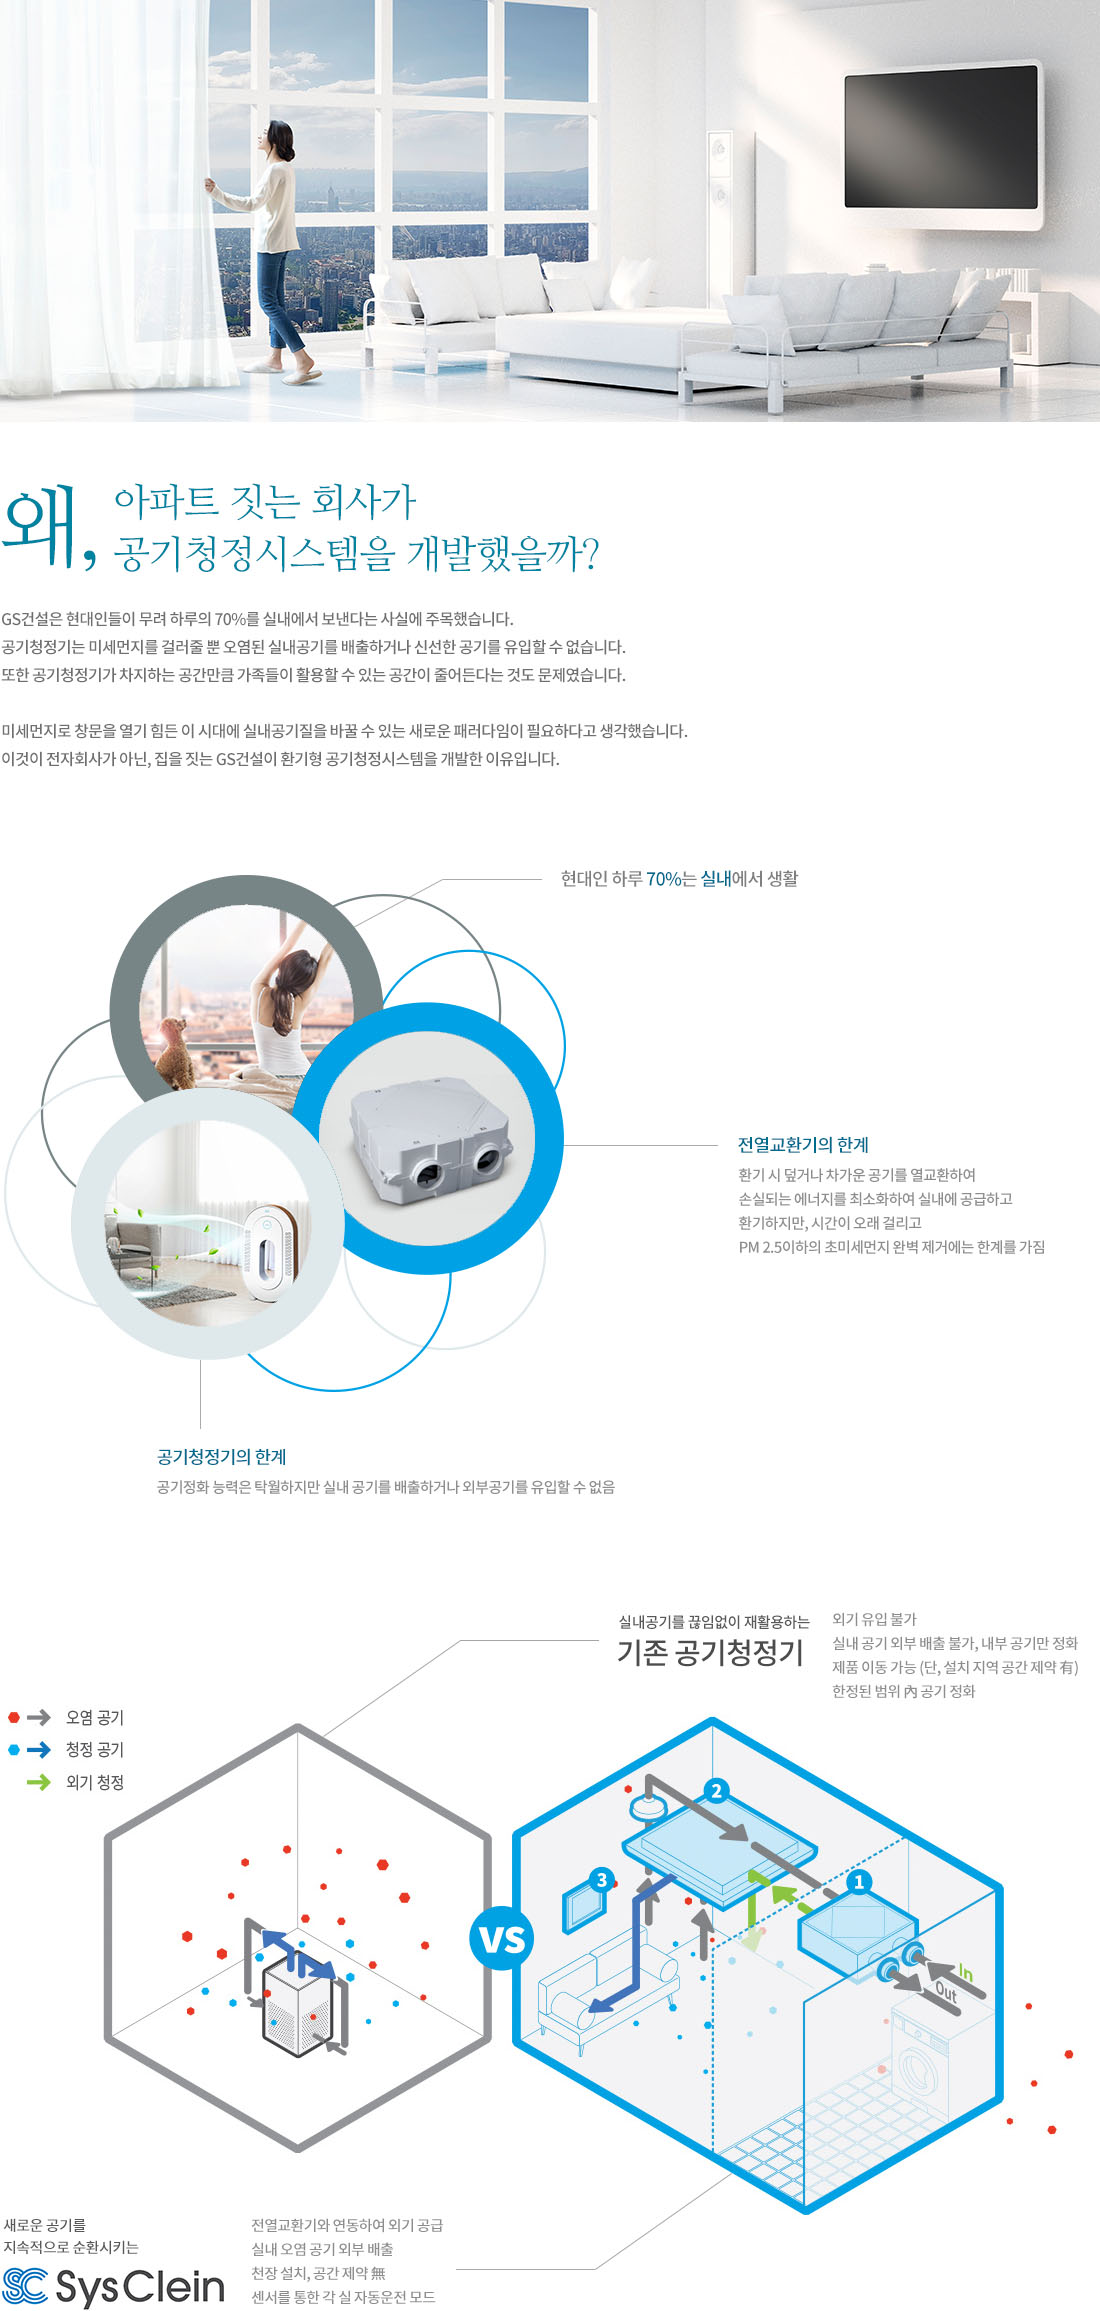 왜, 아파트 짓는 회사가
공기청정시스템을 개발했을까?
GS건설은 현대인들이 무려 하루의 70%를 실내에서 보낸다는 사실에 주목했습니다.
공기청정기는 미세먼지를 걸러줄 뿐 오염된 실내공기를 배출하거나 신선한 공기를 유입할 수 없습니다.
또한 공기청정기가 차지하는 공간만큼 가족들이 활용할 수 있는 공간이 줄어든다는 것도 문제였습니다.
미세먼지로 창문을 열기 힘든 이 시대에 실내공기질을 바꿀 수 있는 새로운 패러다임이 필요하다고 생각했습니다.
이것이 전자회사가 아닌, 집을 짓는 GS건설이 환기형 공기청정시스템을 개발한 이유입니다.
현대인 하루 70%는 실내에서 생활
전열교환기의 한계
환기 시 덮거나 차가운 공기를 열교환하여
손실되는 에너지를 최소화하여 실내에 공급하고
환기하지만, 시간이 오래 걸리고
PM 2.5이하의 초미세먼지 완벽 제거에는 한계를 가짐
공기청정기의 한계
공기정화 능력은 탁월하지만 실내 공기를 배출하거나 외부공기를 유입할 수 없음
실내공기를 끊임없이 재활용하는
기존 공기청정기
외기 유입 불가
실내 공기 외부 배출 불가, 내부 공기만 정화
제품 이동 가능 (단, 설치 지역 공간 제약 有)
한정된 범위 內 공기 정화
오염 공기
청정 공기
외기 청정
2
3
1
VS
In
Out
새로운 공기를
지속적으로 순환시키는
SC SysClein
전열교환기와 연동하여 외기 공급
실내 오염 공기 외부 배출
천장 설치, 공간 제약 無
센서를 통한 각 실 자동운전 모드